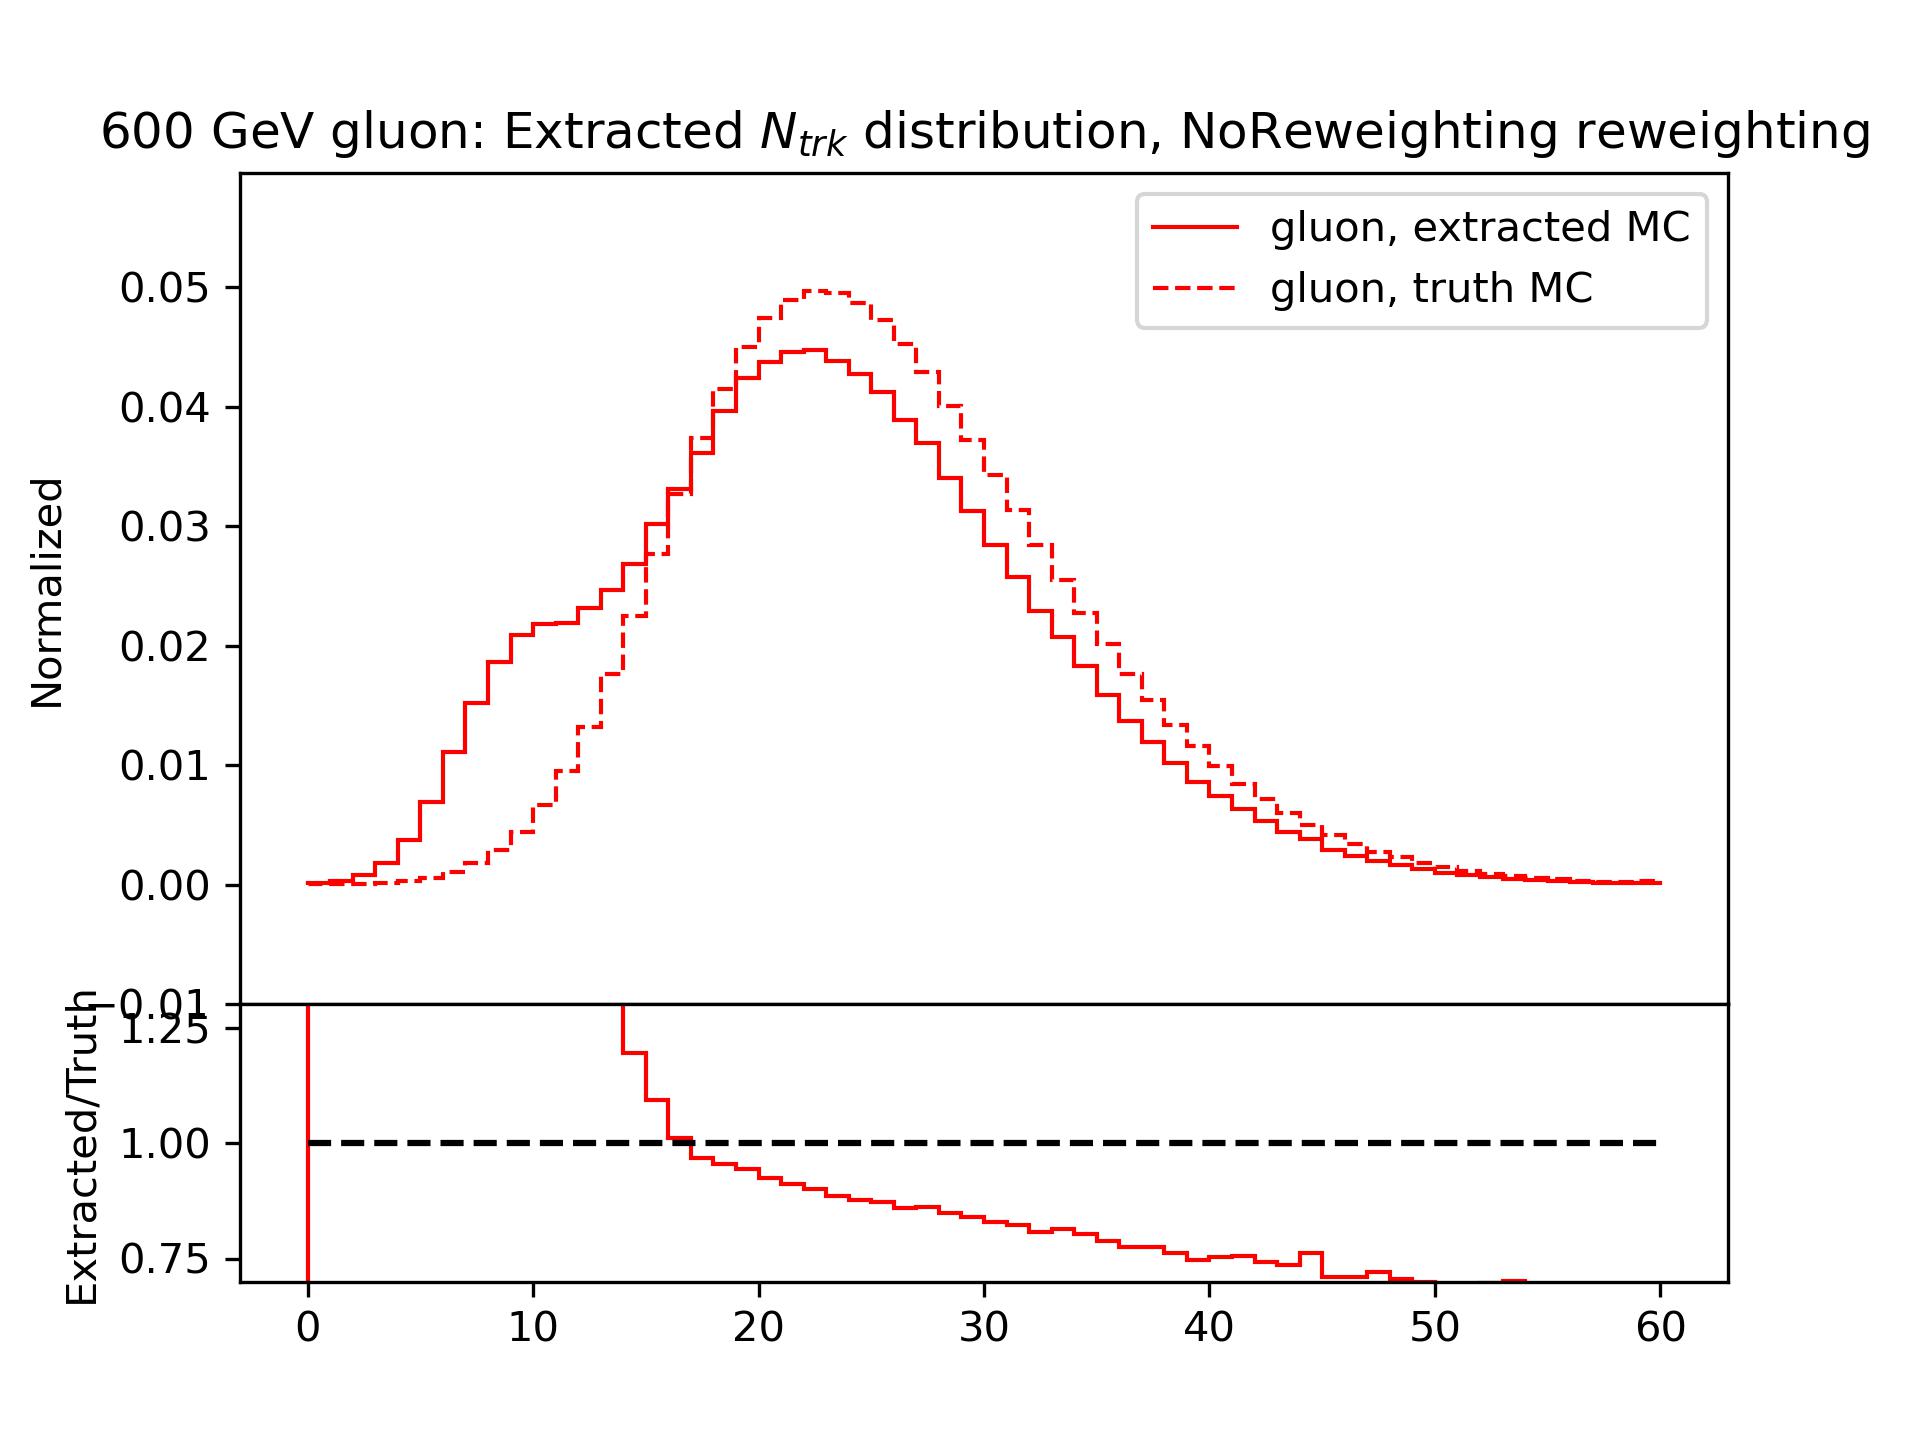 600 GeV gluon: Extracted N_trk distribution, NoReweighting reweighting
gluon, extracted MC
gluon, truth MC
Normalized
0.05
0.04
0.03
0.02
0.01
0.00
−0.01
Extracted/Truth
1.25
1.00
0.75
0 10 20 30 40 50 60